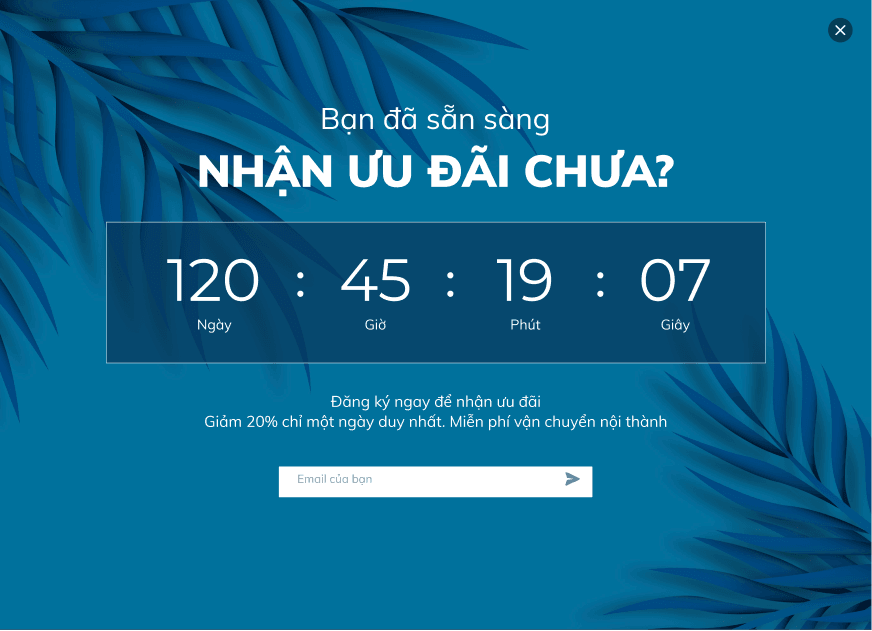 Bạn đã sẵn sàng
NHẬN ƯU ĐÃI CHƯA?
120 : 45 : 19 : 07
Ngày Giờ Phút Giây
Đăng ký ngay để nhận ưu đãi
Giảm 20% chỉ một ngày duy nhất. Miễn phí vận chuyển nội thành
Email của bạn